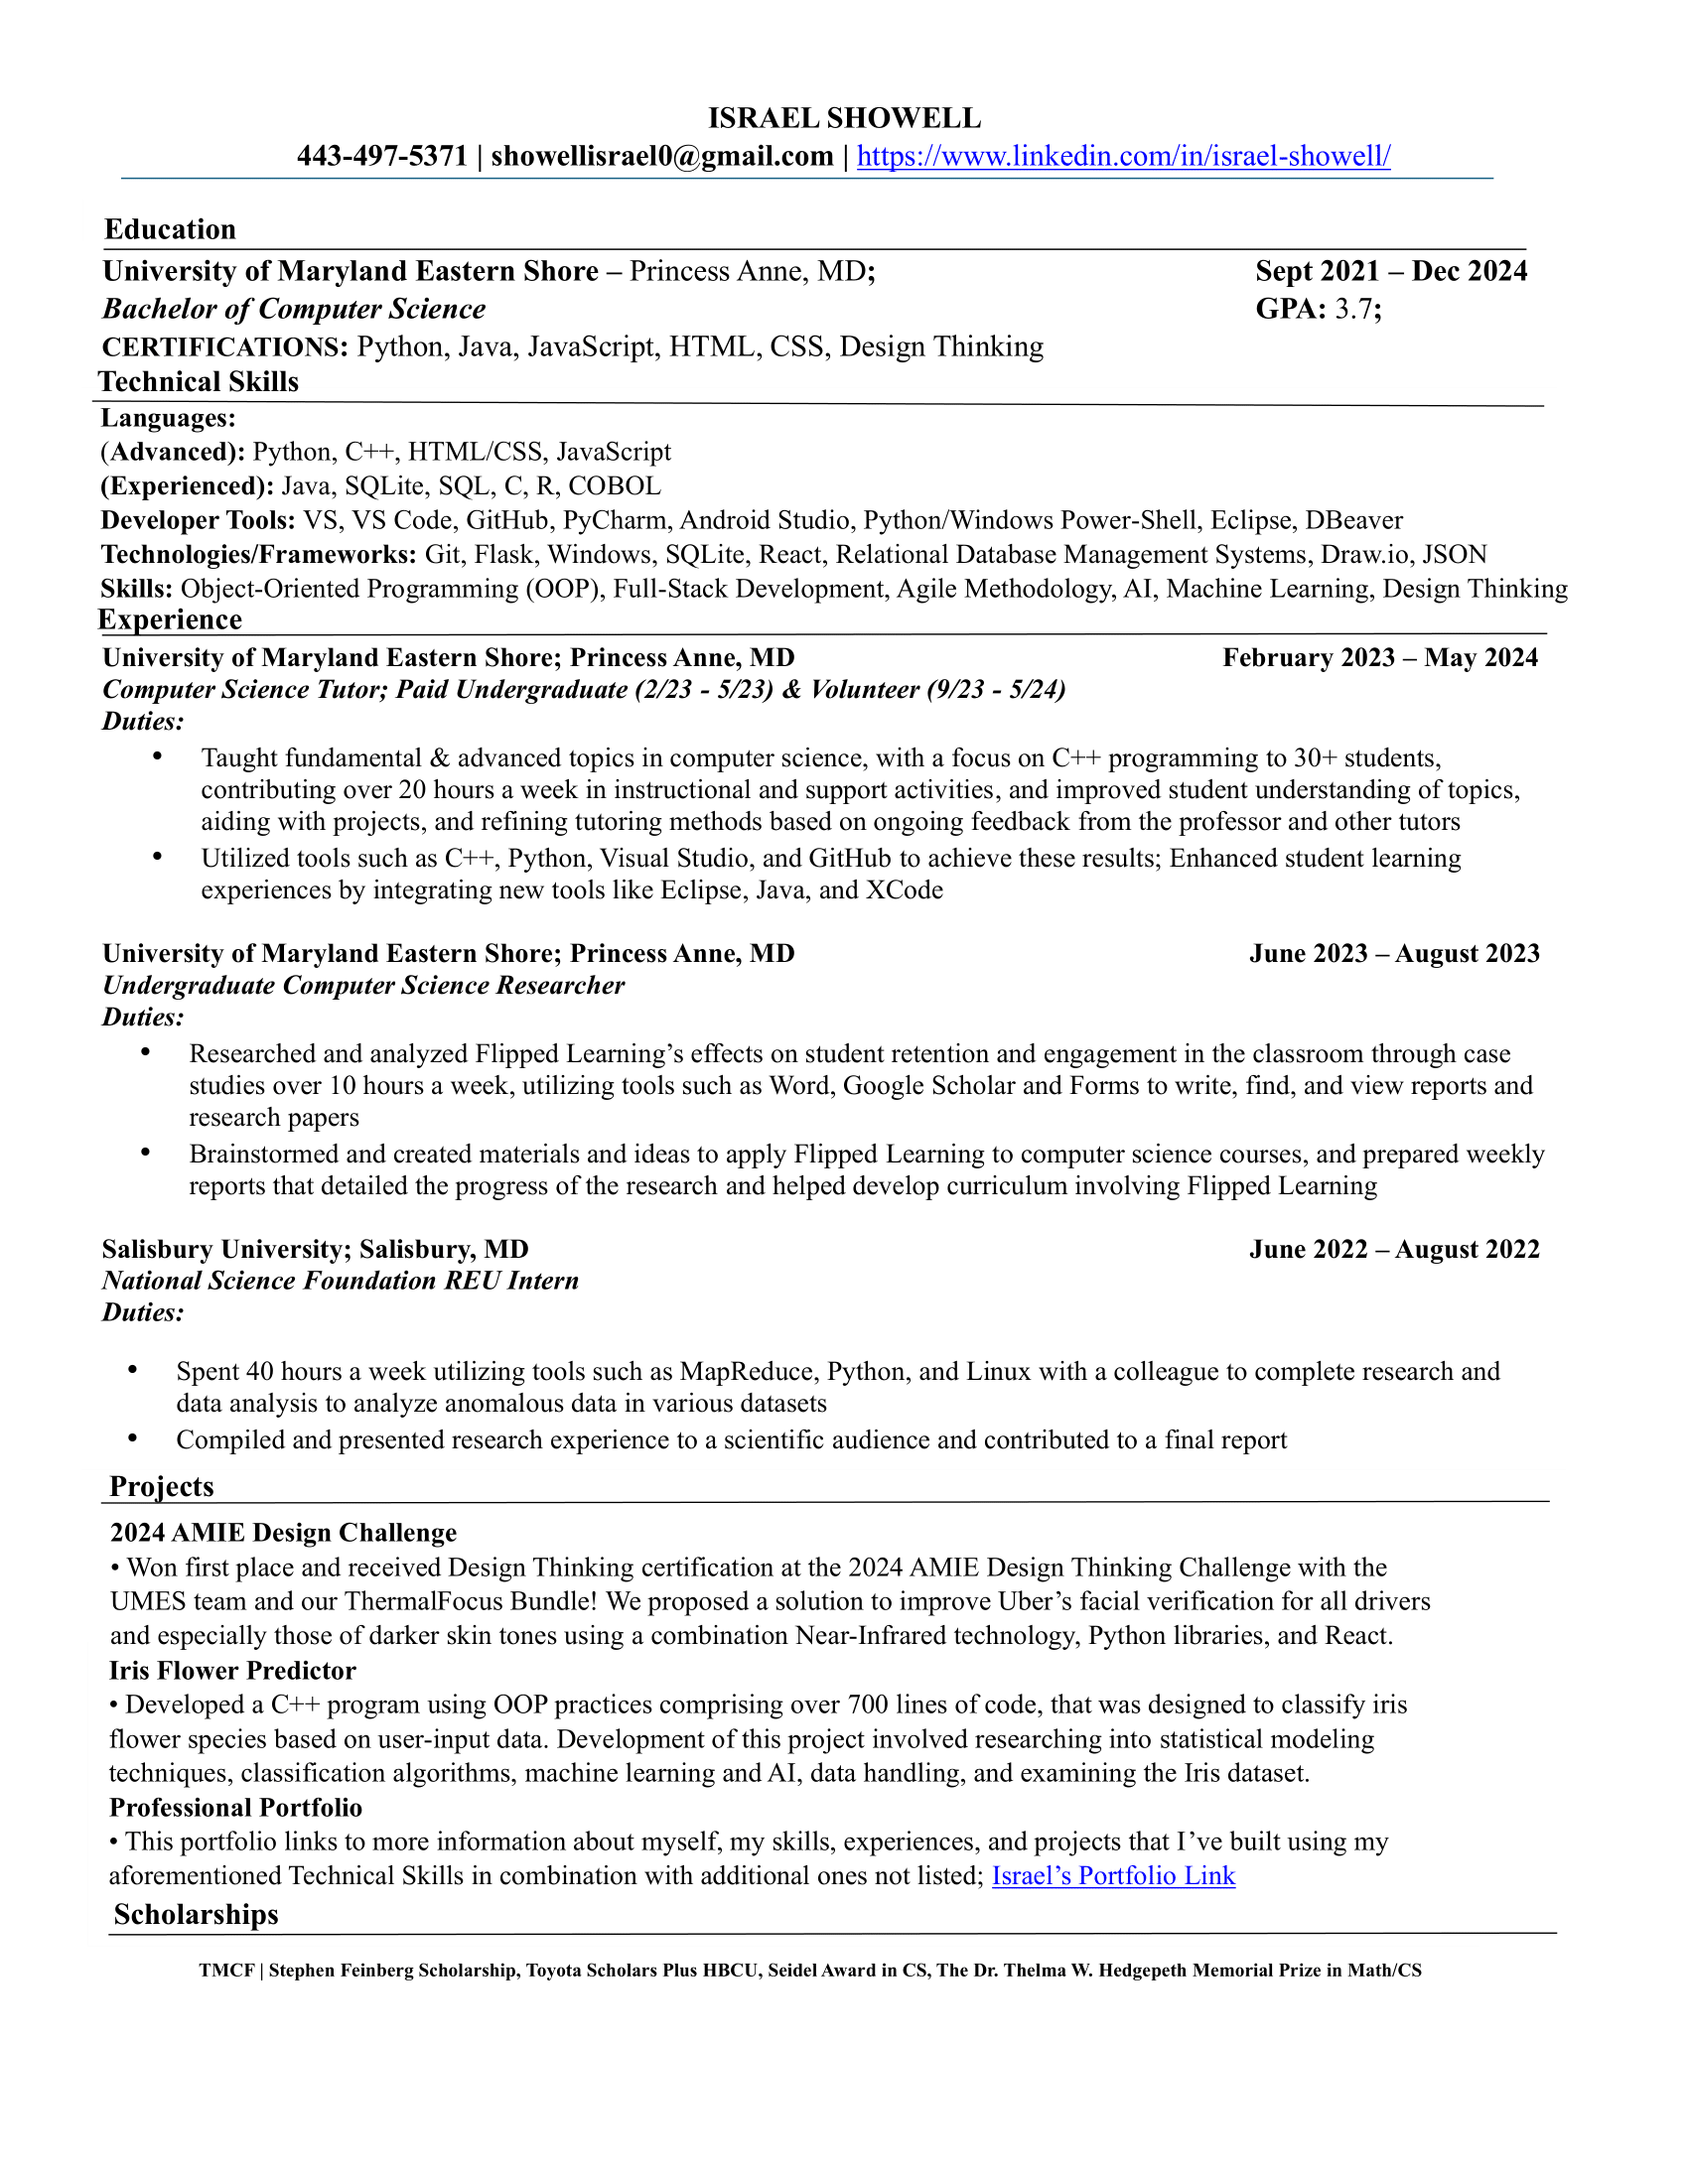 ISRAEL SHOWELL
443-497-5371 | showellisrael0@gmail.com | https://www.linkedin.com/in/israel-showell/
Education
University of Maryland Eastern Shore – Princess Anne, MD; Sept 2021 – Dec 2024
Bachelor of Computer Science GPA: 3.7;
CERTIFICATIONS: Python, Java, JavaScript, HTML, CSS, Design Thinking
Technical Skills
Languages:
(Advanced): Python, C++, HTML/CSS, JavaScript
(Experienced): Java, SQLite, SQL, C, R, COBOL
Developer Tools: VS, VS Code, GitHub, PyCharm, Android Studio, Python/Windows Power-Shell, Eclipse, DBeaver
Technologies/Frameworks: Git, Flask, Windows, SQLite, React, Relational Database Management Systems, Draw.io, JSON
Skills: Object-Oriented Programming (OOP), Full-Stack Development, Agile Methodology, AI, Machine Learning, Design Thinking
Experience
University of Maryland Eastern Shore; Princess Anne, MD February 2023 – May 2024
Computer Science Tutor; Paid Undergraduate (2/23 - 5/23) & Volunteer (9/23 - 5/24)
Duties:
• Taught fundamental & advanced topics in computer science, with a focus on C++ programming to 30+ students,
contributing over 20 hours a week in instructional and support activities, and improved student understanding of topics,
aiding with projects, and refining tutoring methods based on ongoing feedback from the professor and other tutors
• Utilized tools such as C++, Python, Visual Studio, and GitHub to achieve these results; Enhanced student learning
experiences by integrating new tools like Eclipse, Java, and XCode
University of Maryland Eastern Shore; Princess Anne, MD June 2023 – August 2023
Undergraduate Computer Science Researcher
Duties:
• Researched and analyzed Flipped Learning’s effects on student retention and engagement in the classroom through case
studies over 10 hours a week, utilizing tools such as Word, Google Scholar and Forms to write, find, and view reports and
research papers
• Brainstormed and created materials and ideas to apply Flipped Learning to computer science courses, and prepared weekly
reports that detailed the progress of the research and helped develop curriculum involving Flipped Learning
Salisbury University; Salisbury, MD June 2022 – August 2022
National Science Foundation REU Intern
Duties:
• Spent 40 hours a week utilizing tools such as MapReduce, Python, and Linux with a colleague to complete research and
data analysis to analyze anomalous data in various datasets
• Compiled and presented research experience to a scientific audience and contributed to a final report
Projects
2024 AMIE Design Challenge
• Won first place and received Design Thinking certification at the 2024 AMIE Design Thinking Challenge with the
UMES team and our ThermalFocus Bundle! We proposed a solution to improve Uber’s facial verification for all drivers
and especially those of darker skin tones using a combination Near-Infrared technology, Python libraries, and React.
Iris Flower Predictor
• Developed a C++ program using OOP practices comprising over 700 lines of code, that was designed to classify iris
flower species based on user-input data. Development of this project involved researching into statistical modeling
techniques, classification algorithms, machine learning and AI, data handling, and examining the Iris dataset.
Professional Portfolio
• This portfolio links to more information about myself, my skills, experiences, and projects that I’ve built using my
aforementioned Technical Skills in combination with additional ones not listed; Israel’s Portfolio Link
Scholarships
TMCF | Stephen Feinberg Scholarship, Toyota Scholars Plus HBCU, Seidel Award in CS, The Dr. Thelma W. Hedgepeth Memorial Prize in Math/CS